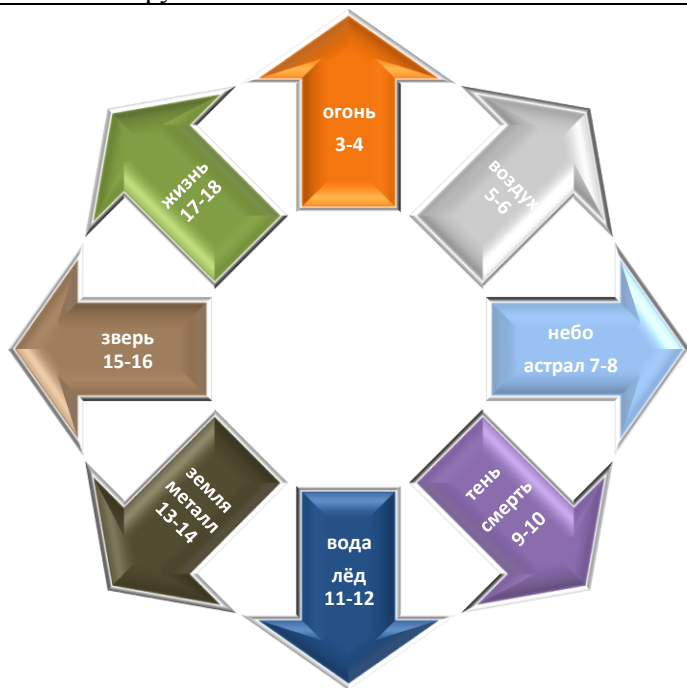 огонь
3-4
воздух
5-6
небо
астрал 7-8
тень
смерть
9-10
вода
лёд
11-12
земля
металл
13-14
зверь
15-16
жизнь
17-18